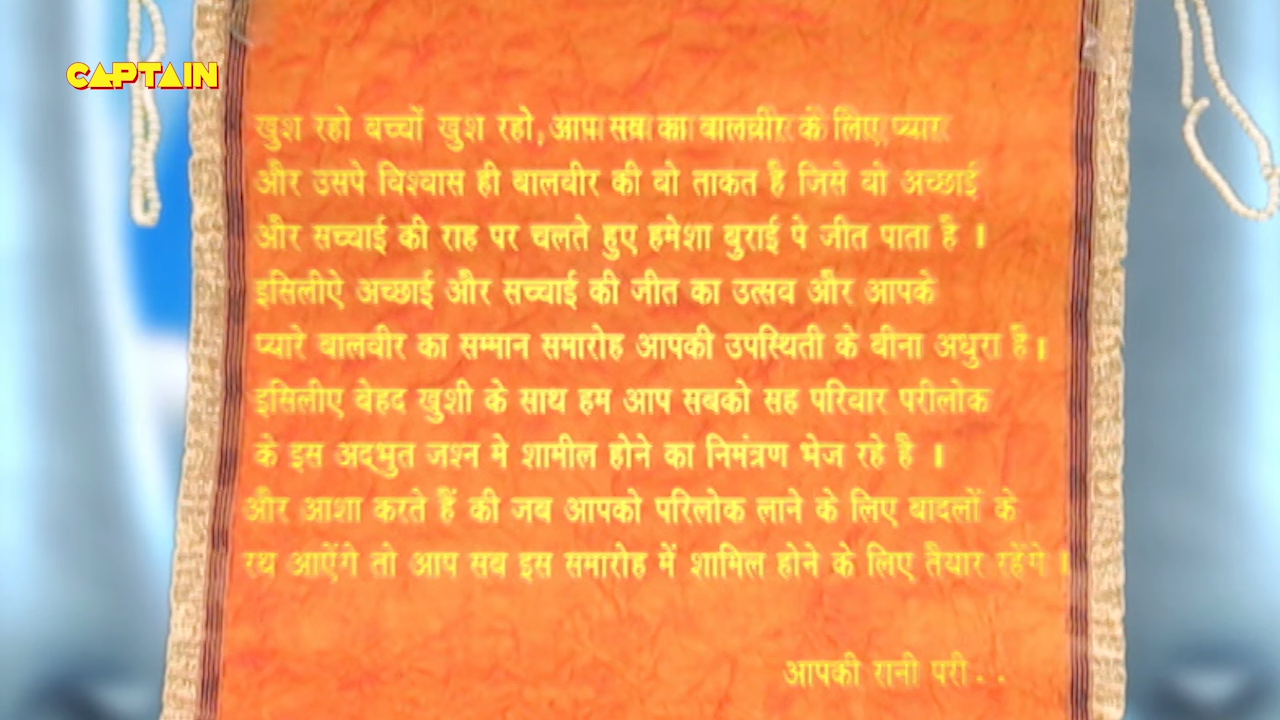 CAPTAIN
खुश रहो बच्चों खुश रहो, आप सब का बालवीर के लिए प्यार
और उसपे विश्वास ही बालवीर की वो ताकत है जिसे वो अच्छाई
और सच्चाई की राह पर चलते हुए हमेशा बुराई पे जीत पाता है ।
इसिलीऐ अच्छाई और सच्चाई की जीत का उत्सव और आपके
प्यारे बालवीर का सम्मान समारोह आपकी उपस्थिती के बीना अधुरा है।
इसिलीए बेहद खुशी के साथ हम आप सबको सह परिवार परीलोक
के इस अद्भुत जश्न मे शामील होने का निमंत्रण भेज रहे है ।
और आशा करते हैं की जब आपको परिलोक लाने के लिए बादलों के
रथ आऐंगे तो आप सब इस समारोह में शामिल होने के लिए तैयार रहेंगे ।
आपकी रानी परी..